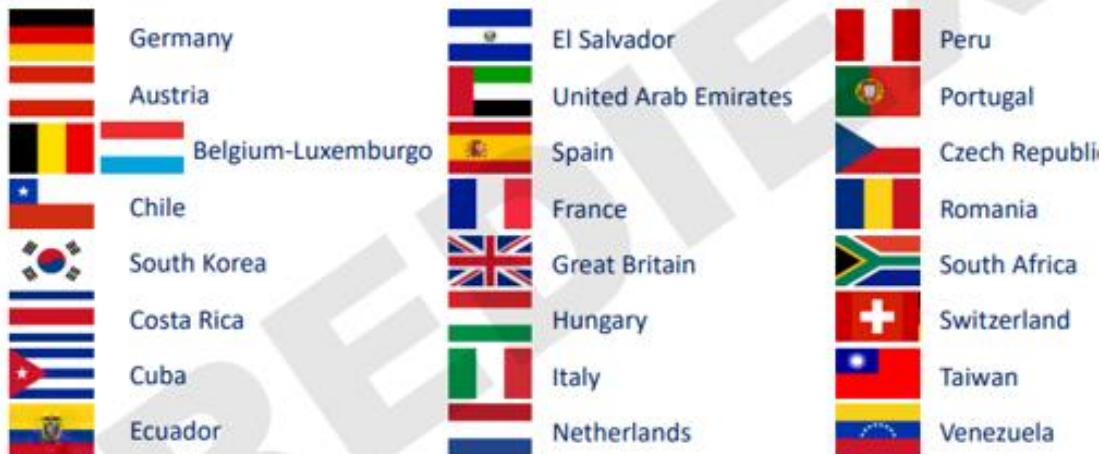 Germany
Austria
Belgium-Luxemburgo
Chile
South Korea
Costa Rica
Cuba
Ecuador
El Salvador
United Arab Emirates
Spain
France
Great Britain
Hungary
Italy
Netherlands
Peru
Portugal
Czech Republi
Romania
South Africa
Switzerland
Taiwan
Venezuela